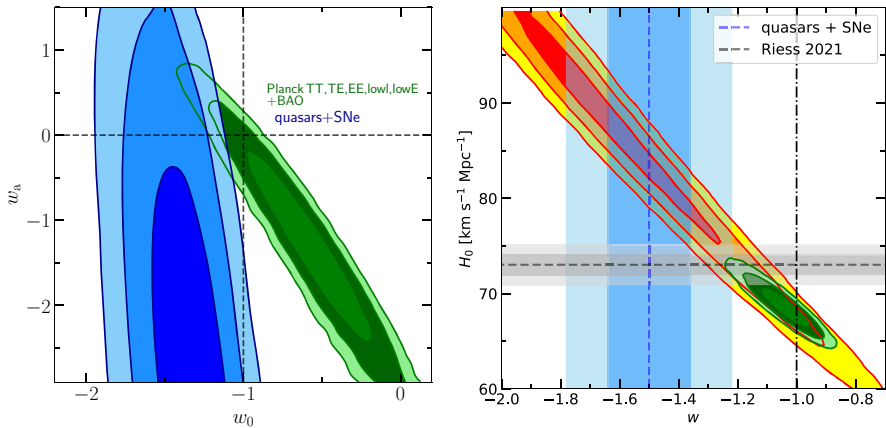 1
0
−1
−2
w_a
−2
−1
0
w_0
Planck TT,TE,EE,lowl,lowE
+BAO
quasars+SNe
90
80
70
60
H_0 [km s^−1 Mpc^−1]
−2.0
−1.8
−1.6
−1.4
−1.2
−1.0
−0.8
w
quasars + SNe
Riess 2021